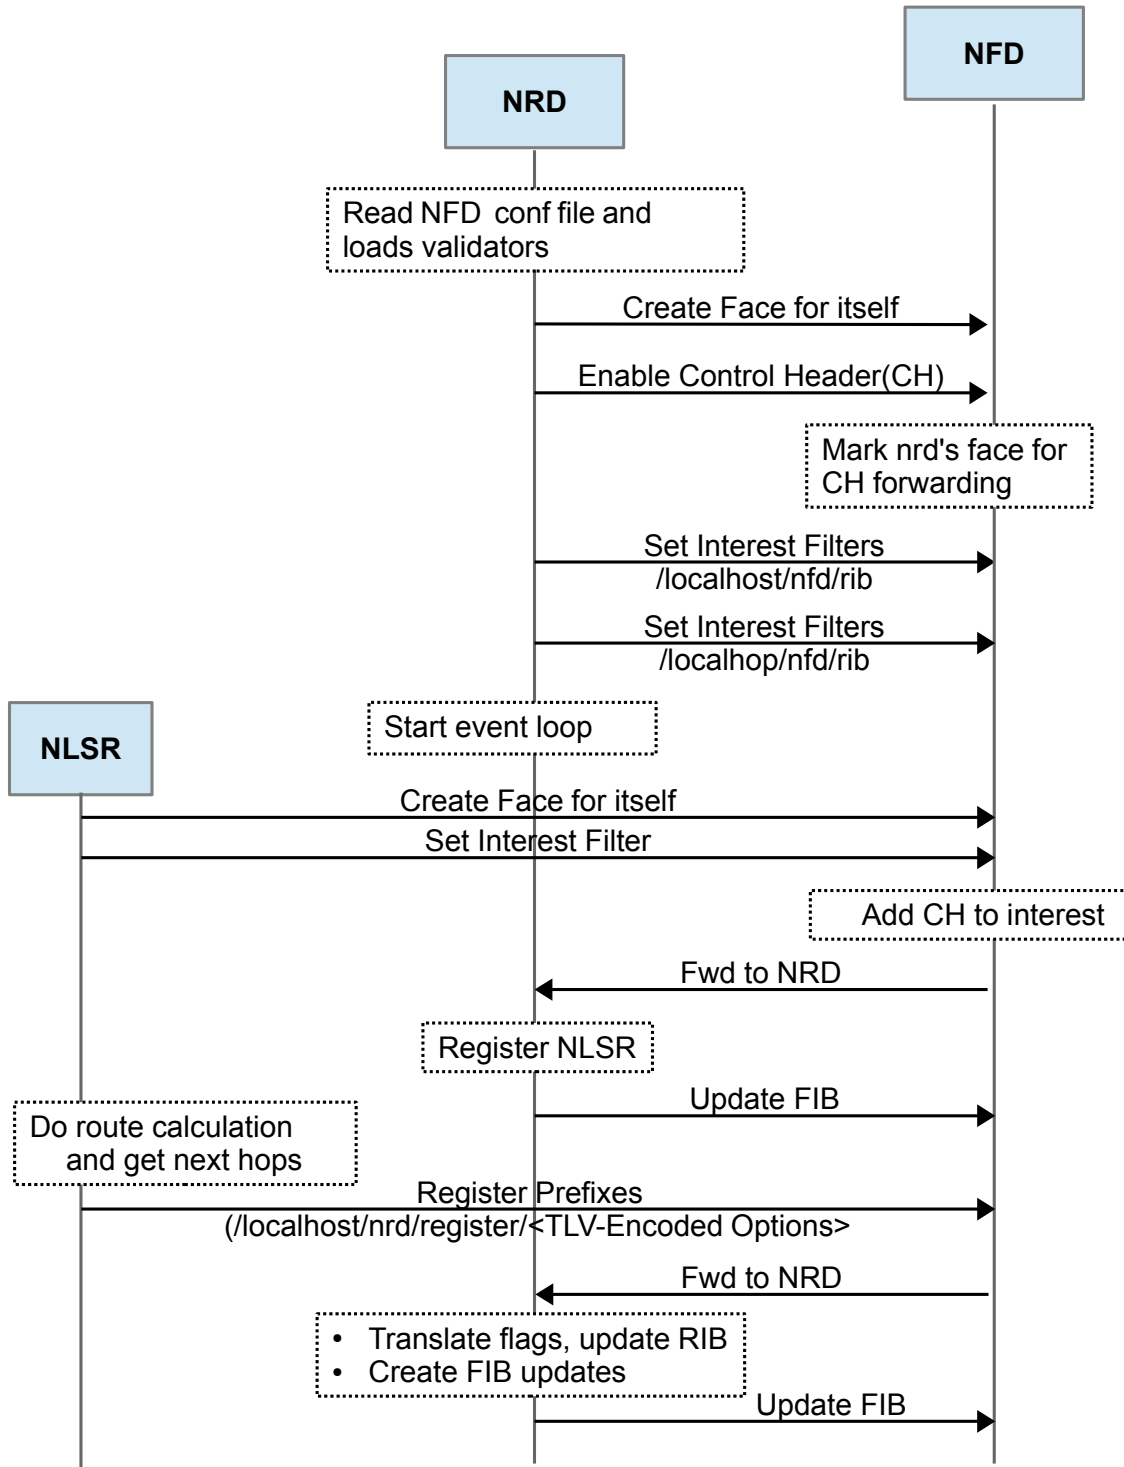 NFD
NRD
Read NFD conf file and
loads validators
Create Face for itself
Enable Control Header(CH)
Mark nrd's face for
CH forwarding
Set Interest Filters
/localhost/nfd/rib
Set Interest Filters
/localhop/nfd/rib
Start event loop
NLSR
Create Face for itself
Set Interest Filter
Add CH to interest
Fwd to NRD
Register NLSR
Update FIB
Do route calculation
and get next hops
Register Prefixes
(/localhost/nrd/register/<TLV-Encoded Options>
Fwd to NRD
• Translate flags, update RIB
• Create FIB updates
Update FIB